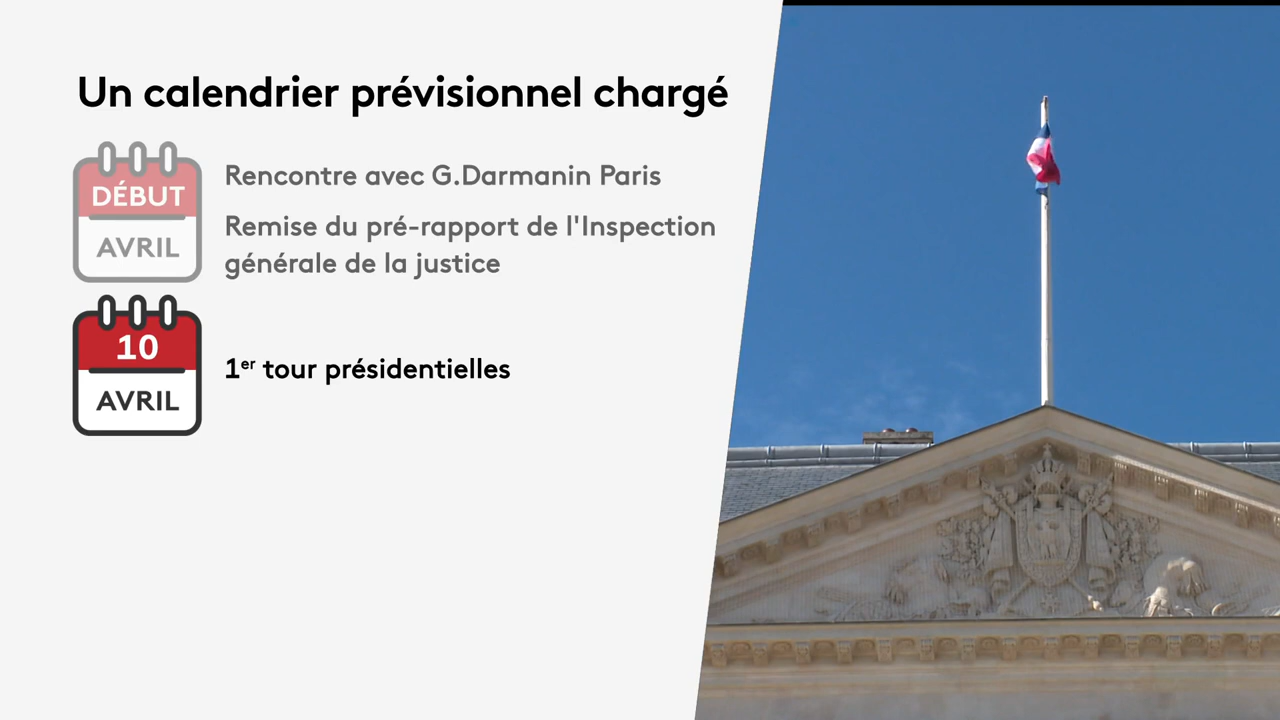 Un calendrier prévisionnel chargé
DÉBUT
AVRIL
Rencontre avec G.Darmanin Paris
Remise du pré-rapport de l'Inspection
générale de la justice
10
AVRIL
1er tour présidentielles